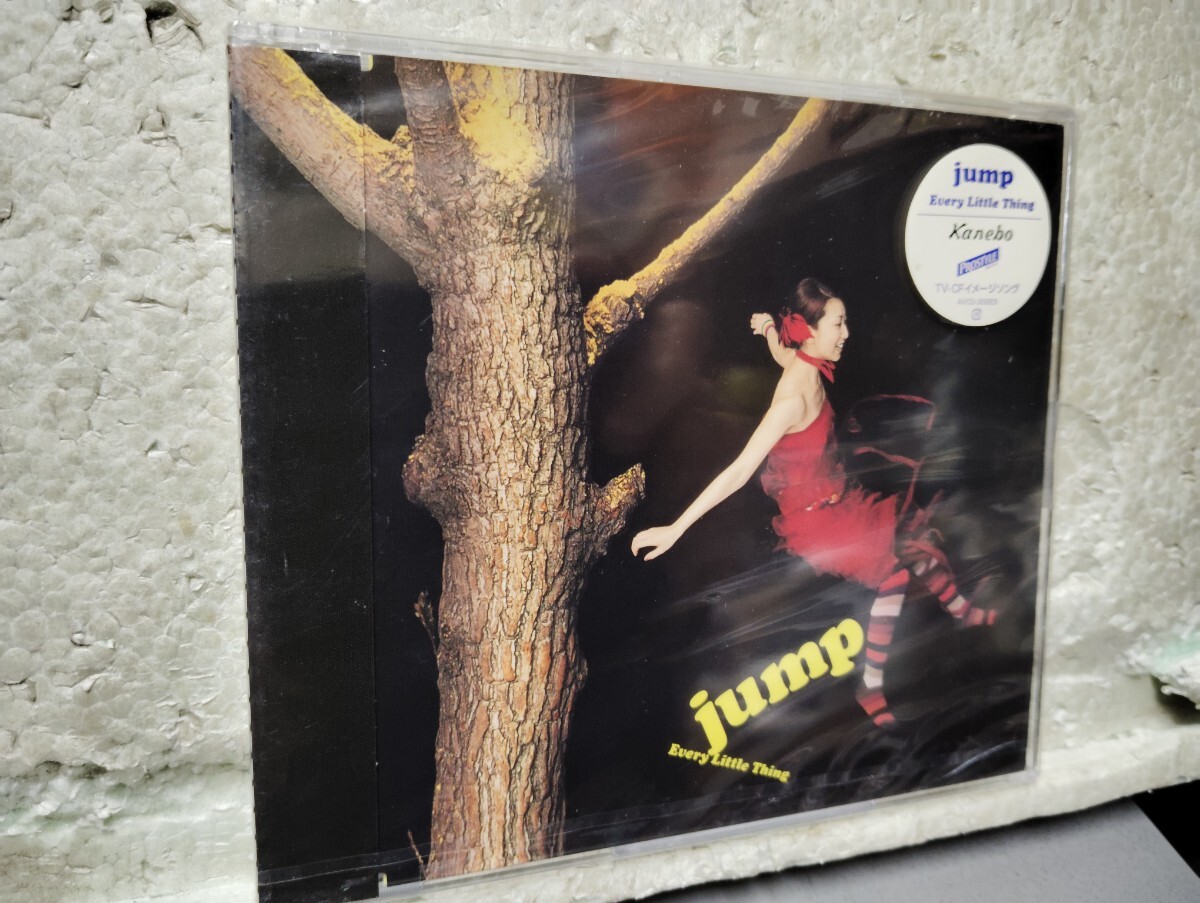 jump
Every Little Thing
Kanebo
PROSTYLE
TV-CFイメージソング
jump
Every Little Thing